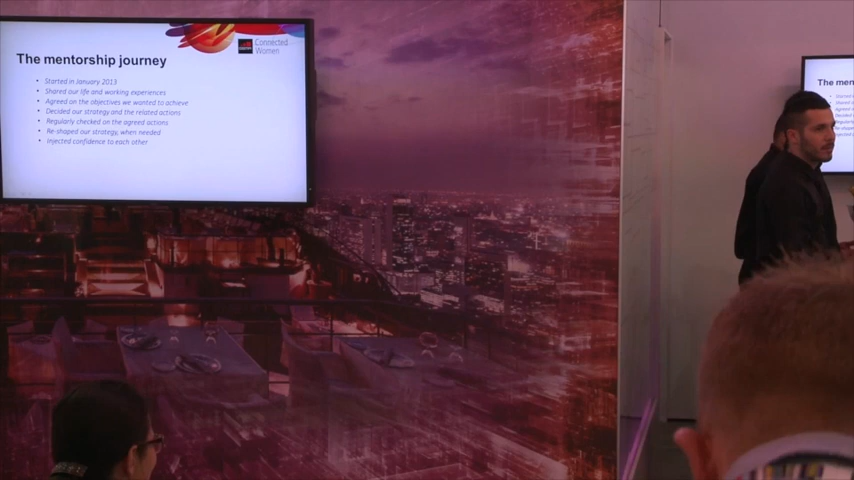 Connected
Women
The mentorship journey
• Started in January 2013
• Shared our life and working experiences
• Agreed on the objectives we wanted to achieve
• Decided our strategy and the related actions
• Regularly checked on the agreed actions
• Re-shaped our strategy, when needed
• Injected confidence to each other
The men